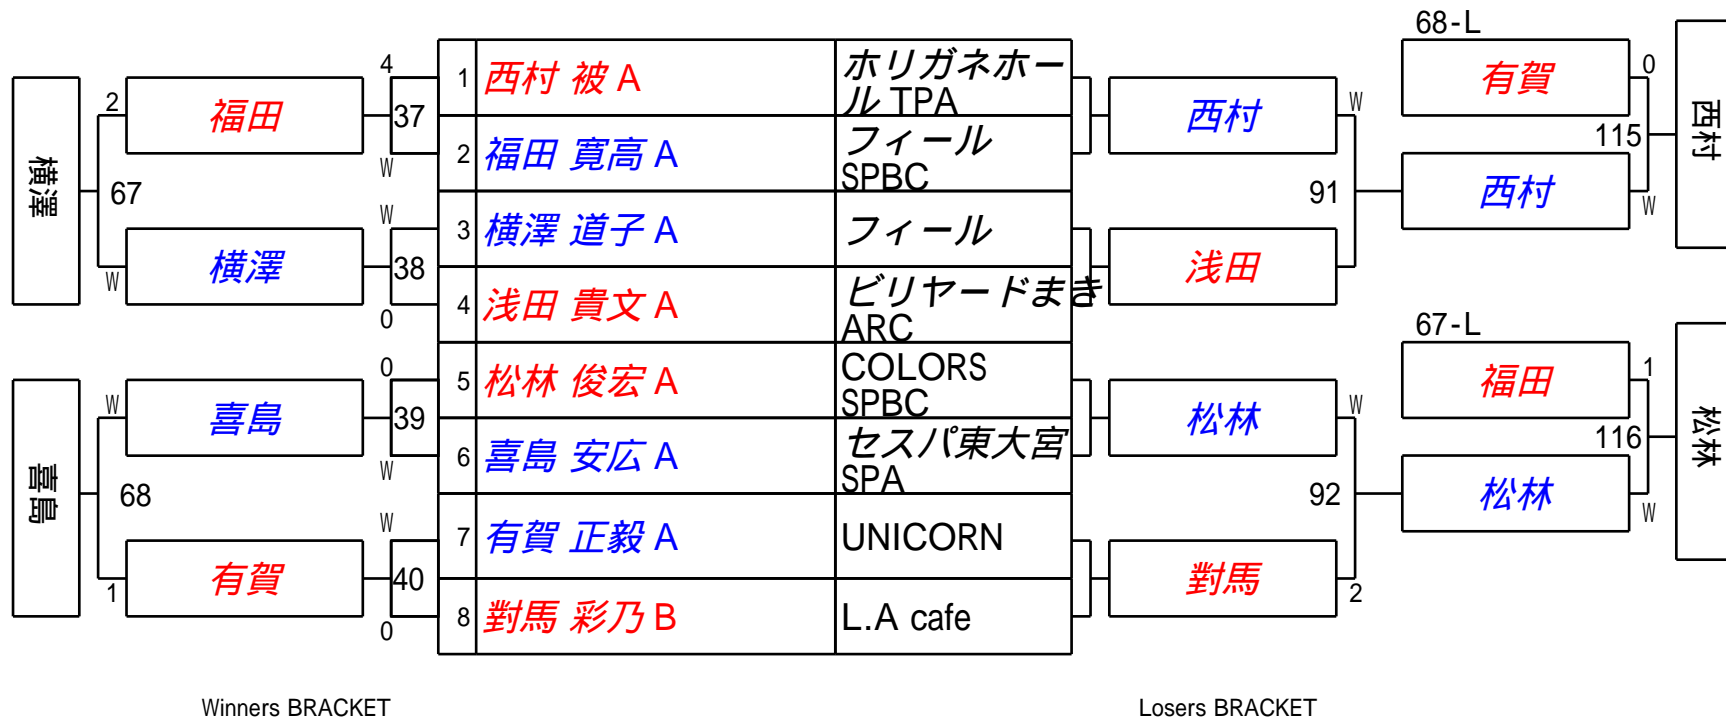 68-L
4
1 西村 被 A ホリガネホー
ル TPA
有賀 0
2 福田 37 西村 W
115 西村
W 2 福田 寛高 A フィール
SPBC
横澤 67 91 西村 W
W 3 横澤 道子 A フィール
W 横澤 38 浅田
0 4 浅田 貴文 A ビリヤードまき
ARC
67-L
0 5 松林 俊宏 A COLORS
SPBC
福田 1
W 喜島 39 松林 W
116 松林
W 6 喜島 安広 A セスパ東大宮
SPA
喜島 68 92 松林 W
W 7 有賀 正毅 A UNICORN
1 有賀 40 對馬 2
0 8 對馬 彩乃 B L.A cafe
Winners BRACKET
Losers BRACKET